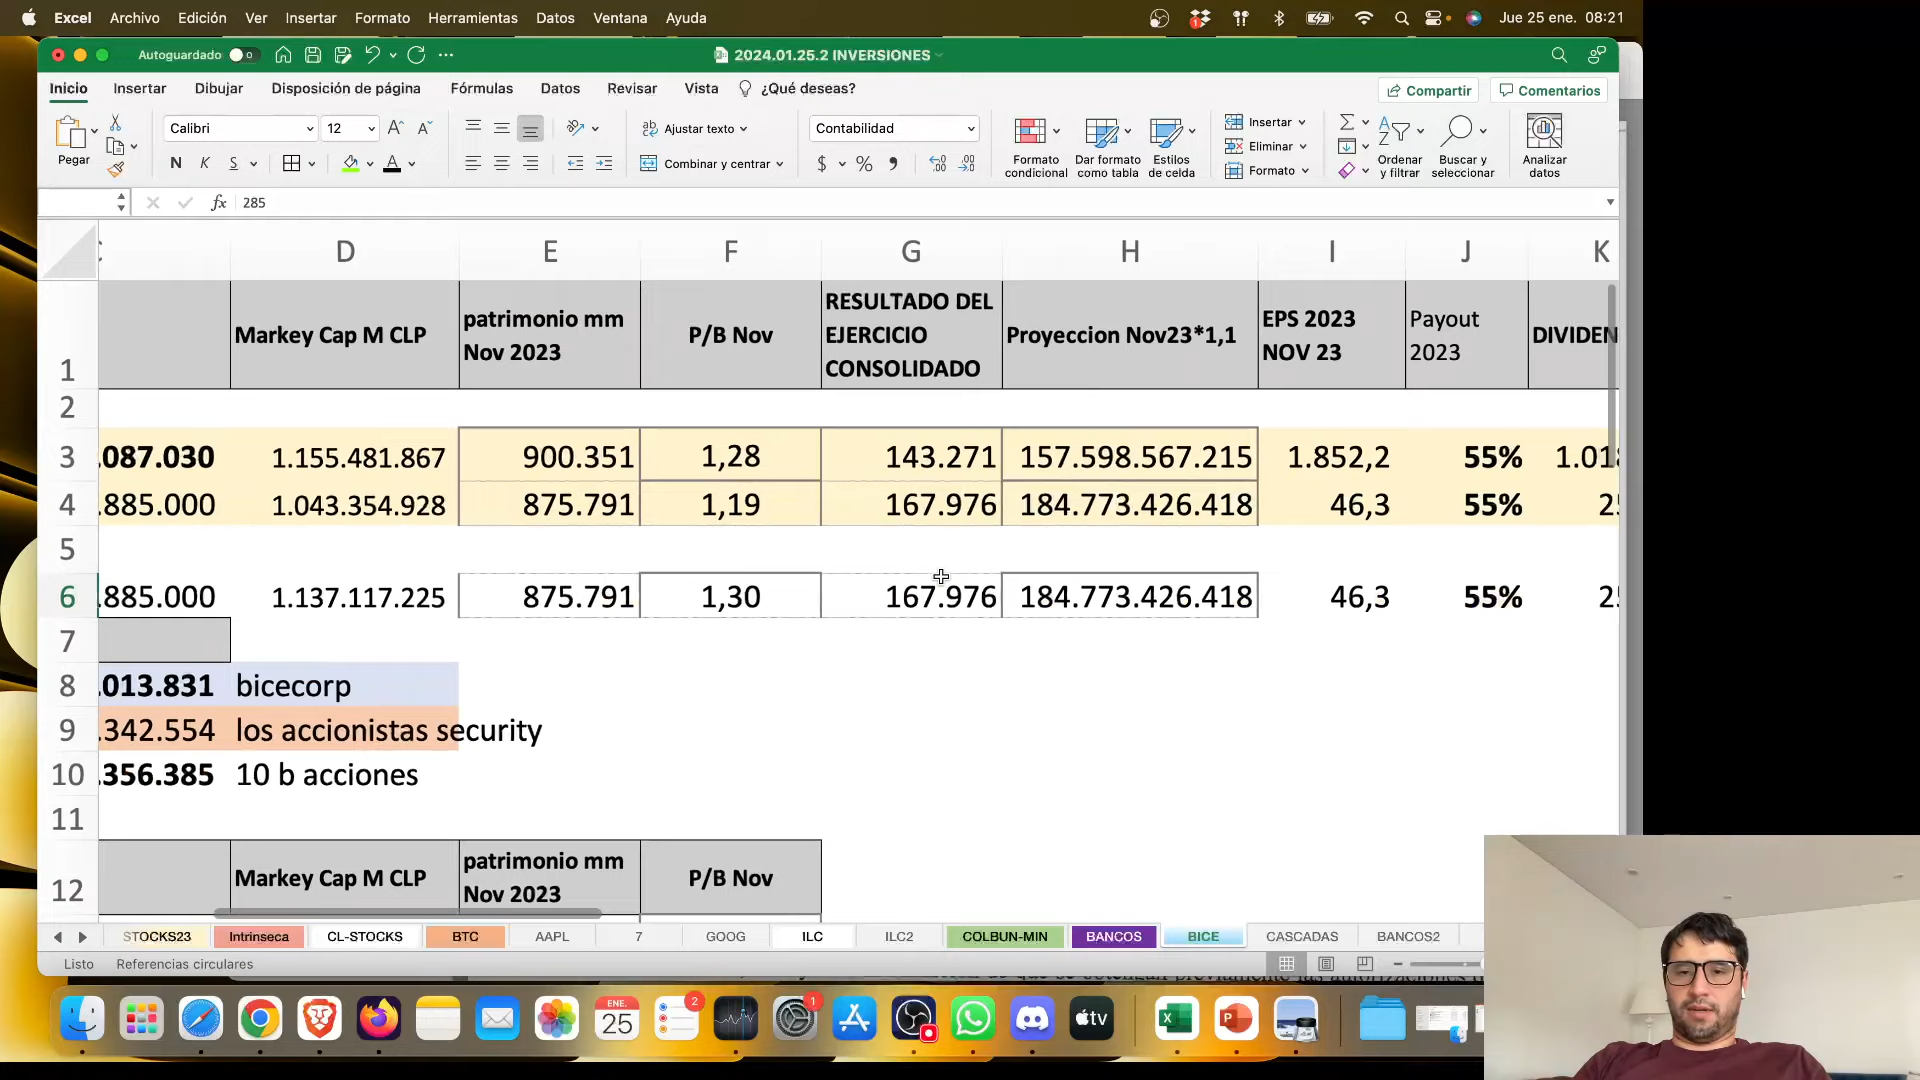 Excel Archivo Edición Ver Insertar Formato Herramientas Datos Ventana Ayuda Jue 25 ene. 08:21
Autoguardado 2024.01.25.2 INVERSIONES
Inicio Insertar Dibujar Disposición de página Fórmulas Datos Revisar Vista ¿Qué deseas? Compartir Comentarios
Pegar Calibri 12 Ajustar texto Contabilidad Insertar
N K S Combinar y centrar Formato condicional Dar formato como tabla Estilos de celda Eliminar Formato Ordenar y filtrar Buscar y seleccionar Analizar datos
fx 285
D E F G H I J K
1 Markey Cap M CLP patrimonio mm Nov 2023 P/B Nov RESULTADO DEL EJERCICIO CONSOLIDADO Proyeccion Nov23*1,1 EPS 2023 NOV 23 Payout 2023 DIVIDEN
2
3 .087.030 1.155.481.867 900.351 1,28 143.271 157.598.567.215 1.852,2 55% 1.018
4 .885.000 1.043.354.928 875.791 1,19 167.976 184.773.426.418 46,3 55% 25
5
6 .885.000 1.137.117.225 875.791 1,30 167.976 184.773.426.418 46,3 55% 25
7
8 .013.831 bicecorp
9 .342.554 los accionistas security
10 .356.385 10 b acciones
11
12 Markey Cap M CLP patrimonio mm Nov 2023 P/B Nov
STOCKS23 Intrinseca CL-STOCKS BTC AAPL 7 GOOG ILC ILC2 COLBUN-MIN BANCOS BICE CASCADAS BANCOS2
Listo Referencias circulares
ENE. 25 2 1 tv